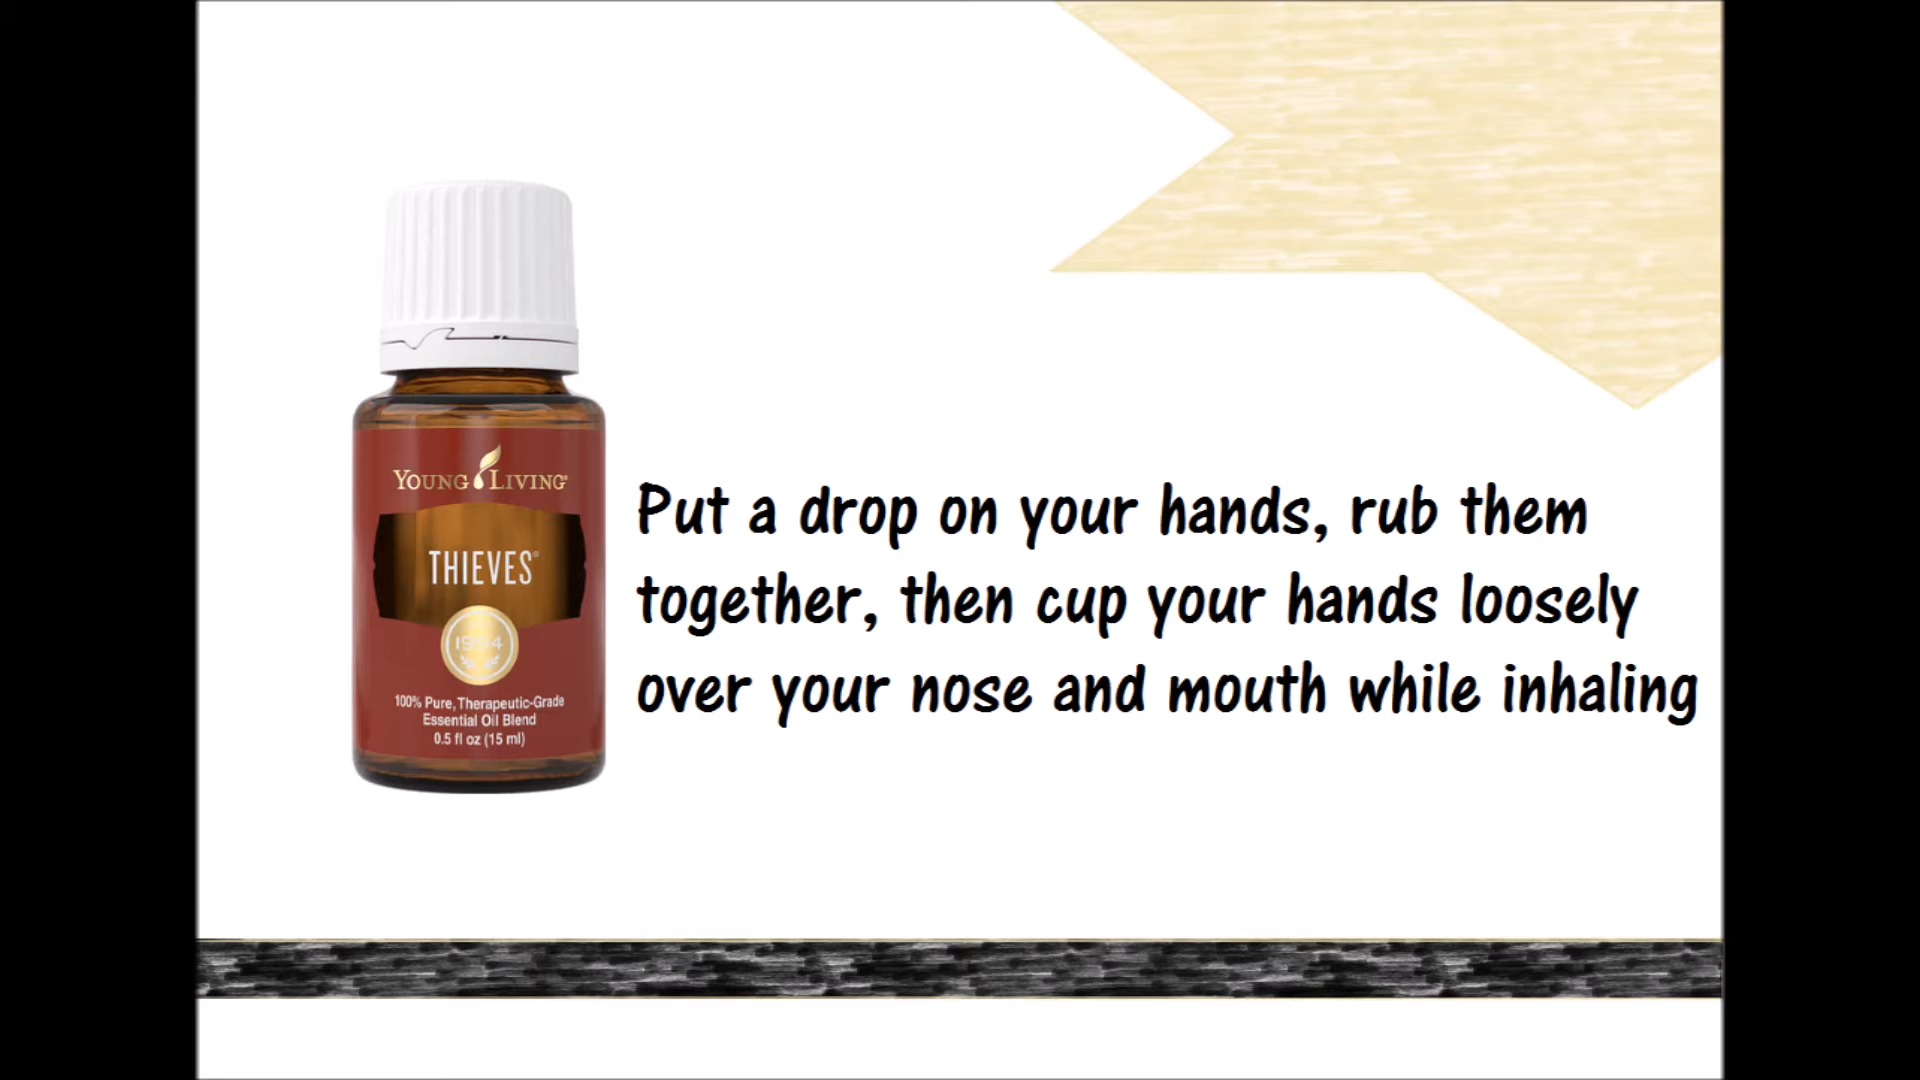 YOUNG LIVING®
THIEVES®
1994
100% Pure, Therapeutic-Grade
Essential Oil Blend
0.5 fl oz (15 ml)
Put a drop on your hands, rub them
together, then cup your hands loosely
over your nose and mouth while inhaling